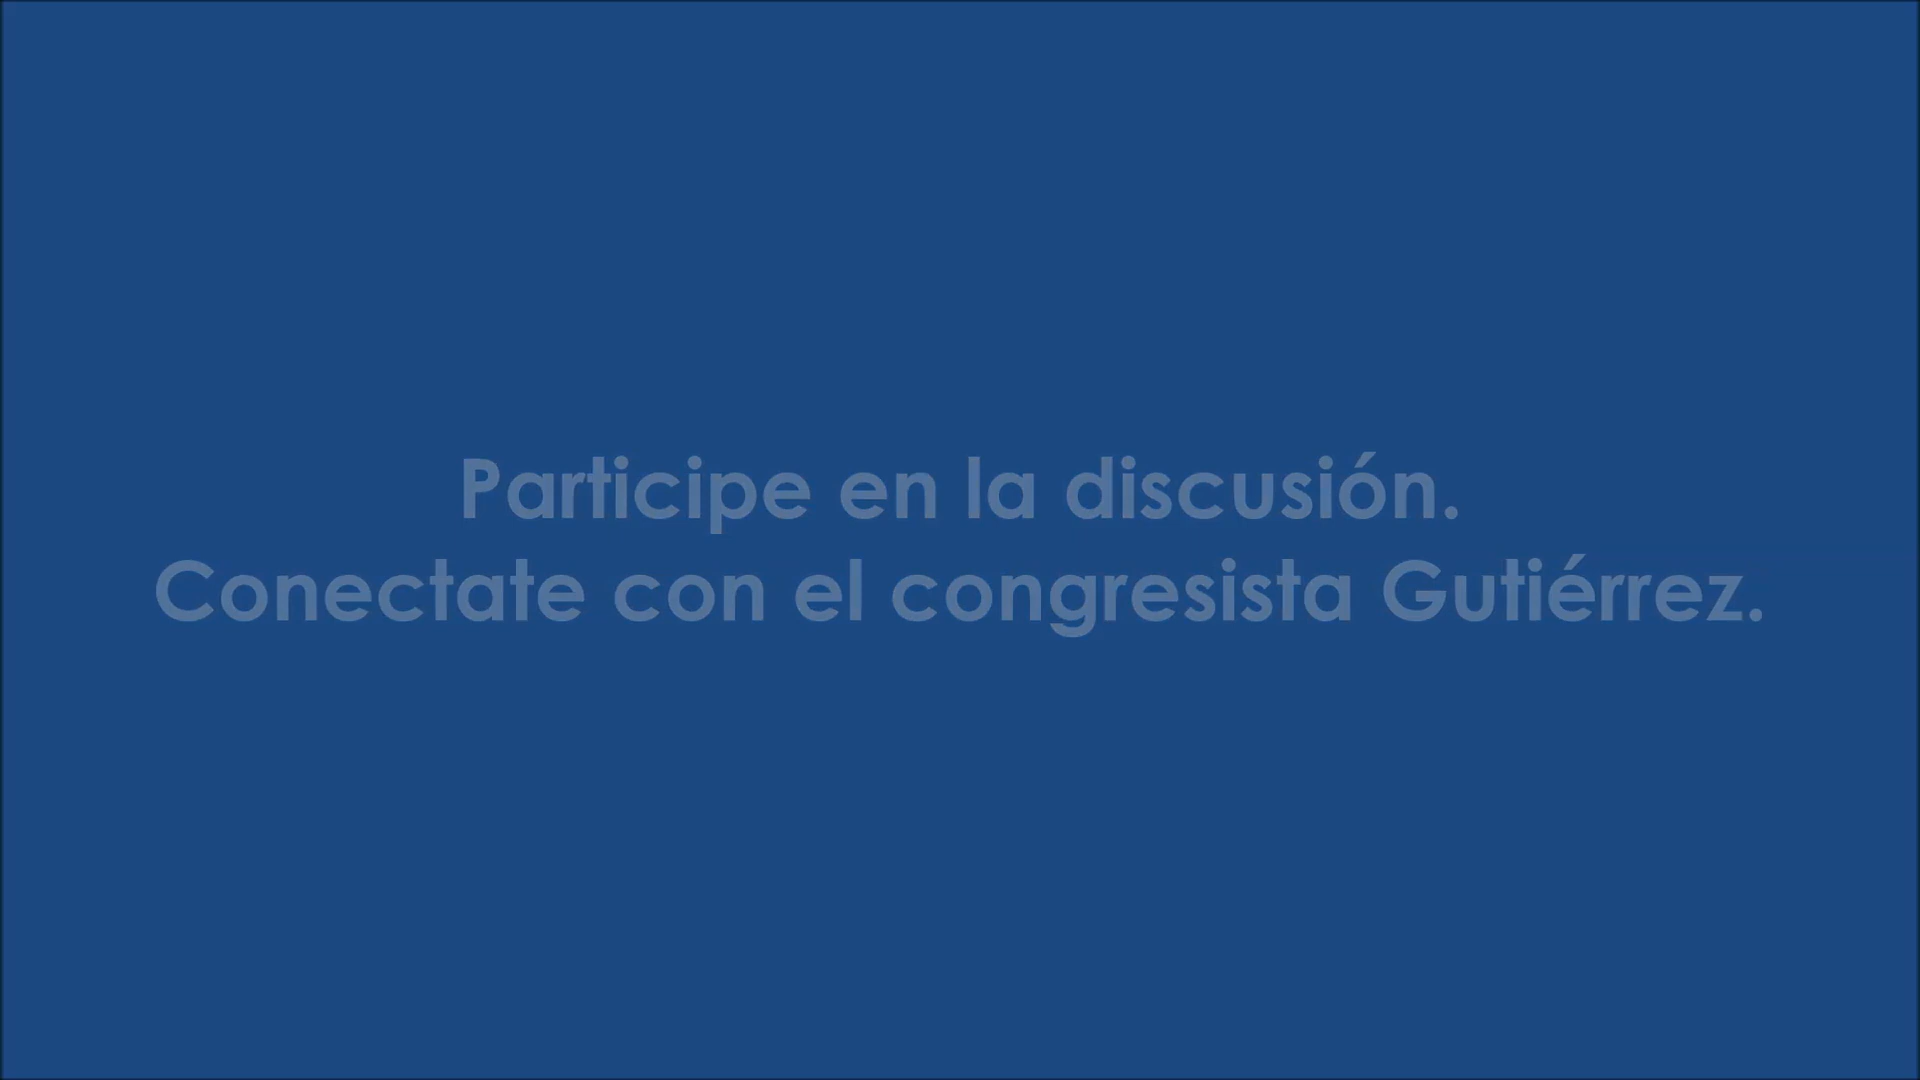 Participe en la discusión.
Conectate con el congresista Gutiérrez.